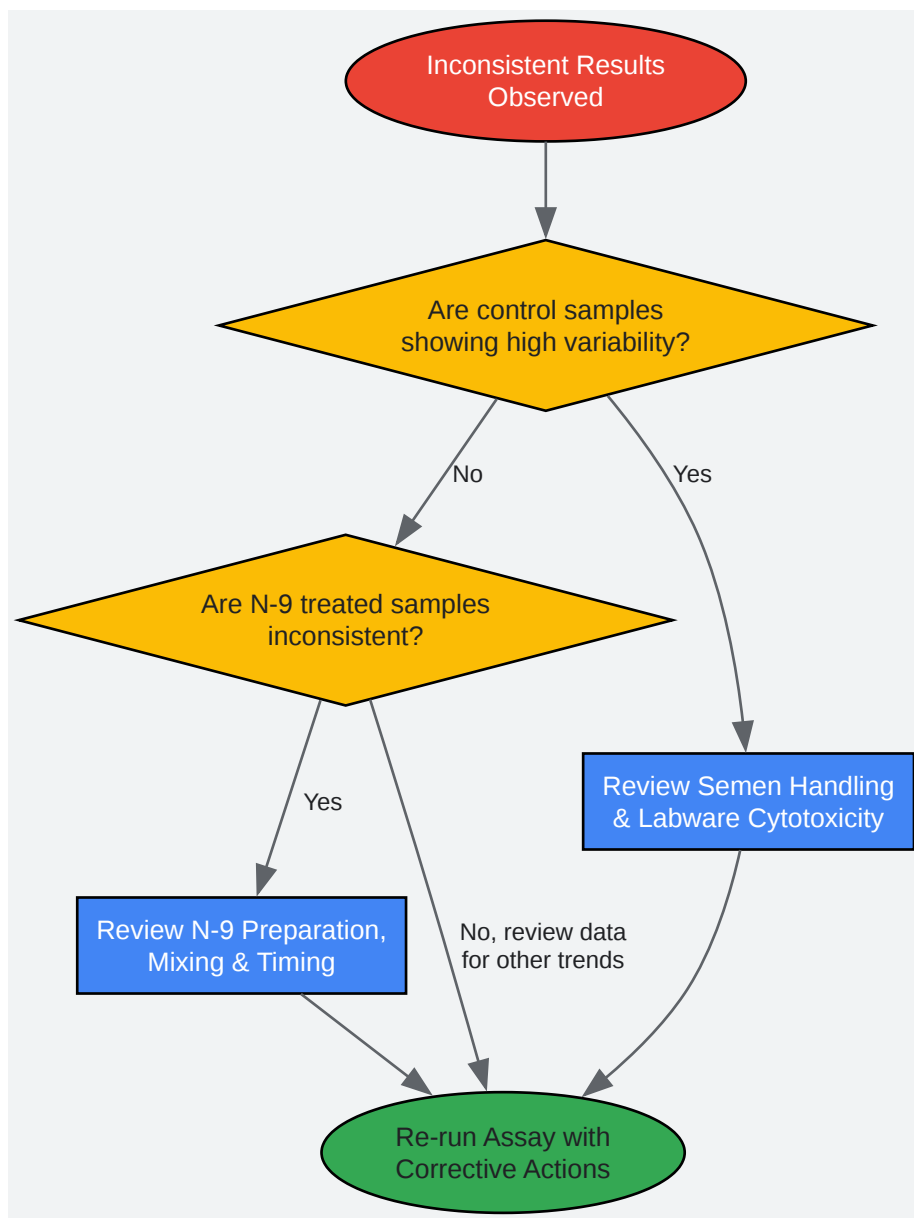 Inconsistent Results
Observed
Are control samples
showing high variability?
No
Yes
Are N-9 treated samples
inconsistent?
Yes
Review Semen Handling
& Labware Cytotoxicity
Review N-9 Preparation,
Mixing & Timing
No, review data
for other trends
Re-run Assay with
Corrective Actions